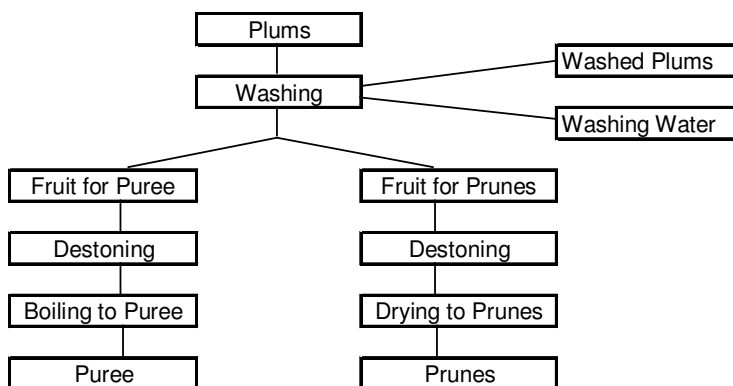 Plums
Washed Plums
Washing
Washing Water
Fruit for Puree
Fruit for Prunes
Destoning
Destoning
Boiling to Puree
Drying to Prunes
Puree
Prunes